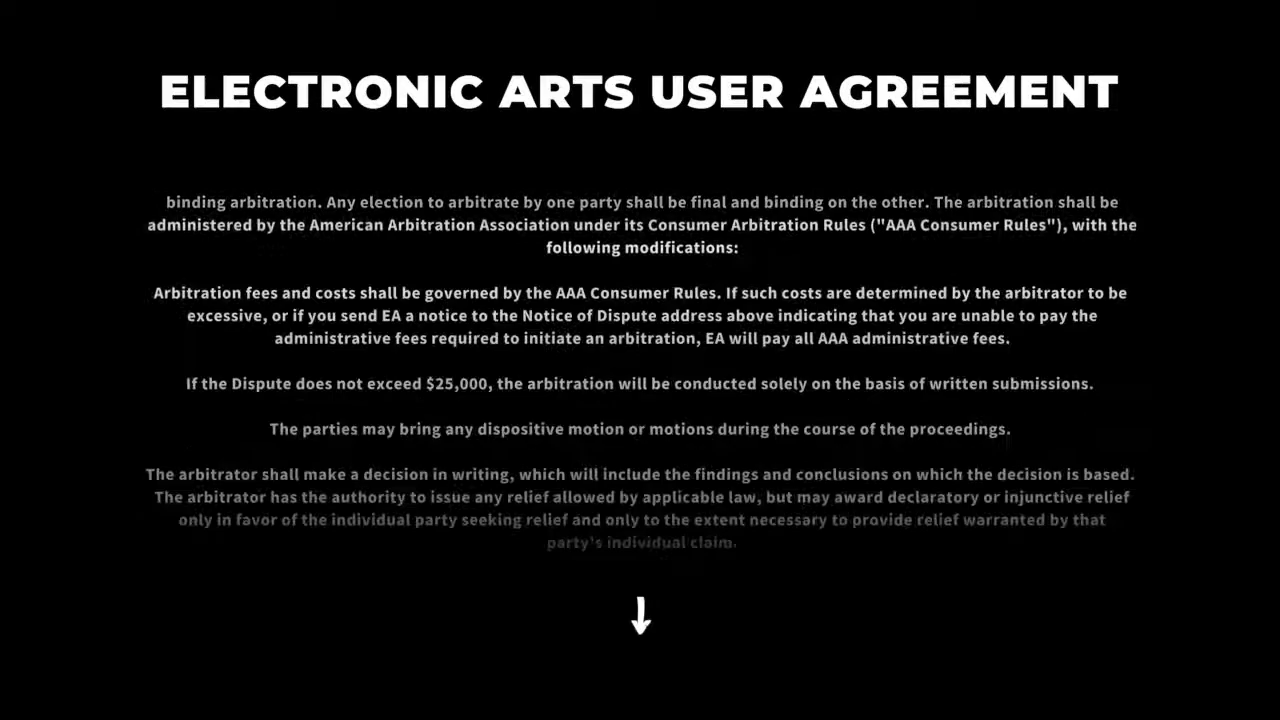 ELECTRONIC ARTS USER AGREEMENT
binding arbitration. Any election to arbitrate by one party shall be final and binding on the other. The arbitration shall be
administered by the American Arbitration Association under its Consumer Arbitration Rules ("AAA Consumer Rules"), with the
following modifications:
Arbitration fees and costs shall be governed by the AAA Consumer Rules. If such costs are determined by the arbitrator to be
excessive, or if you send EA a notice to the Notice of Dispute address above indicating that you are unable to pay the
administrative fees required to initiate an arbitration, EA will pay all AAA administrative fees.
If the Dispute does not exceed $25,000, the arbitration will be conducted solely on the basis of written submissions.
The parties may bring any dispositive motion or motions during the course of the proceedings.
The arbitrator shall make a decision in writing, which will include the findings and conclusions on which the decision is based.
The arbitrator has the authority to issue any relief allowed by applicable law, but may award declaratory or injunctive relief
only in favor of the individual party seeking relief and only to the extent necessary to provide relief warranted by that
party's individual claim.